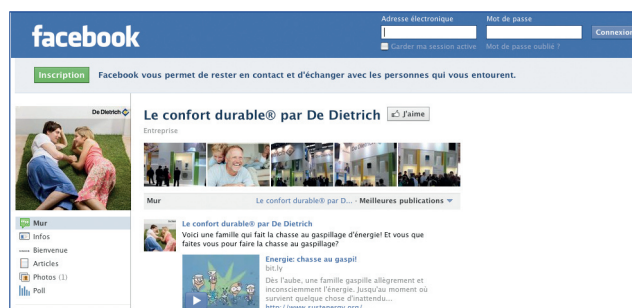 Adresse électronique Mot de passe
facebook Connexion
Garder ma session active Mot de passe oublié ?
Inscription Facebook vous permet de rester en contact et d'échanger avec les personnes qui vous entourent.
De Dietrich
Le confort durable® par De Dietrich J'aime
Entreprise
Mur Le confort durable® par D... · Meilleures publications
Mur
Infos
Bienvenue
Articles
Photos (1)
Poll
Le confort durable® par De Dietrich
Voici une famille qui fait la chasse au gaspillage d'énergie! Et vous que
faites vous pour faire la chasse au gaspillage?
Energie: chasse au gaspi!
bit.ly
Dès l'aube, une famille gaspille allègrement et
inconsciemment l'énergie. Jusqu'au moment où
survient quelque chose d'inattendu...
http://www.sustenergy.org/